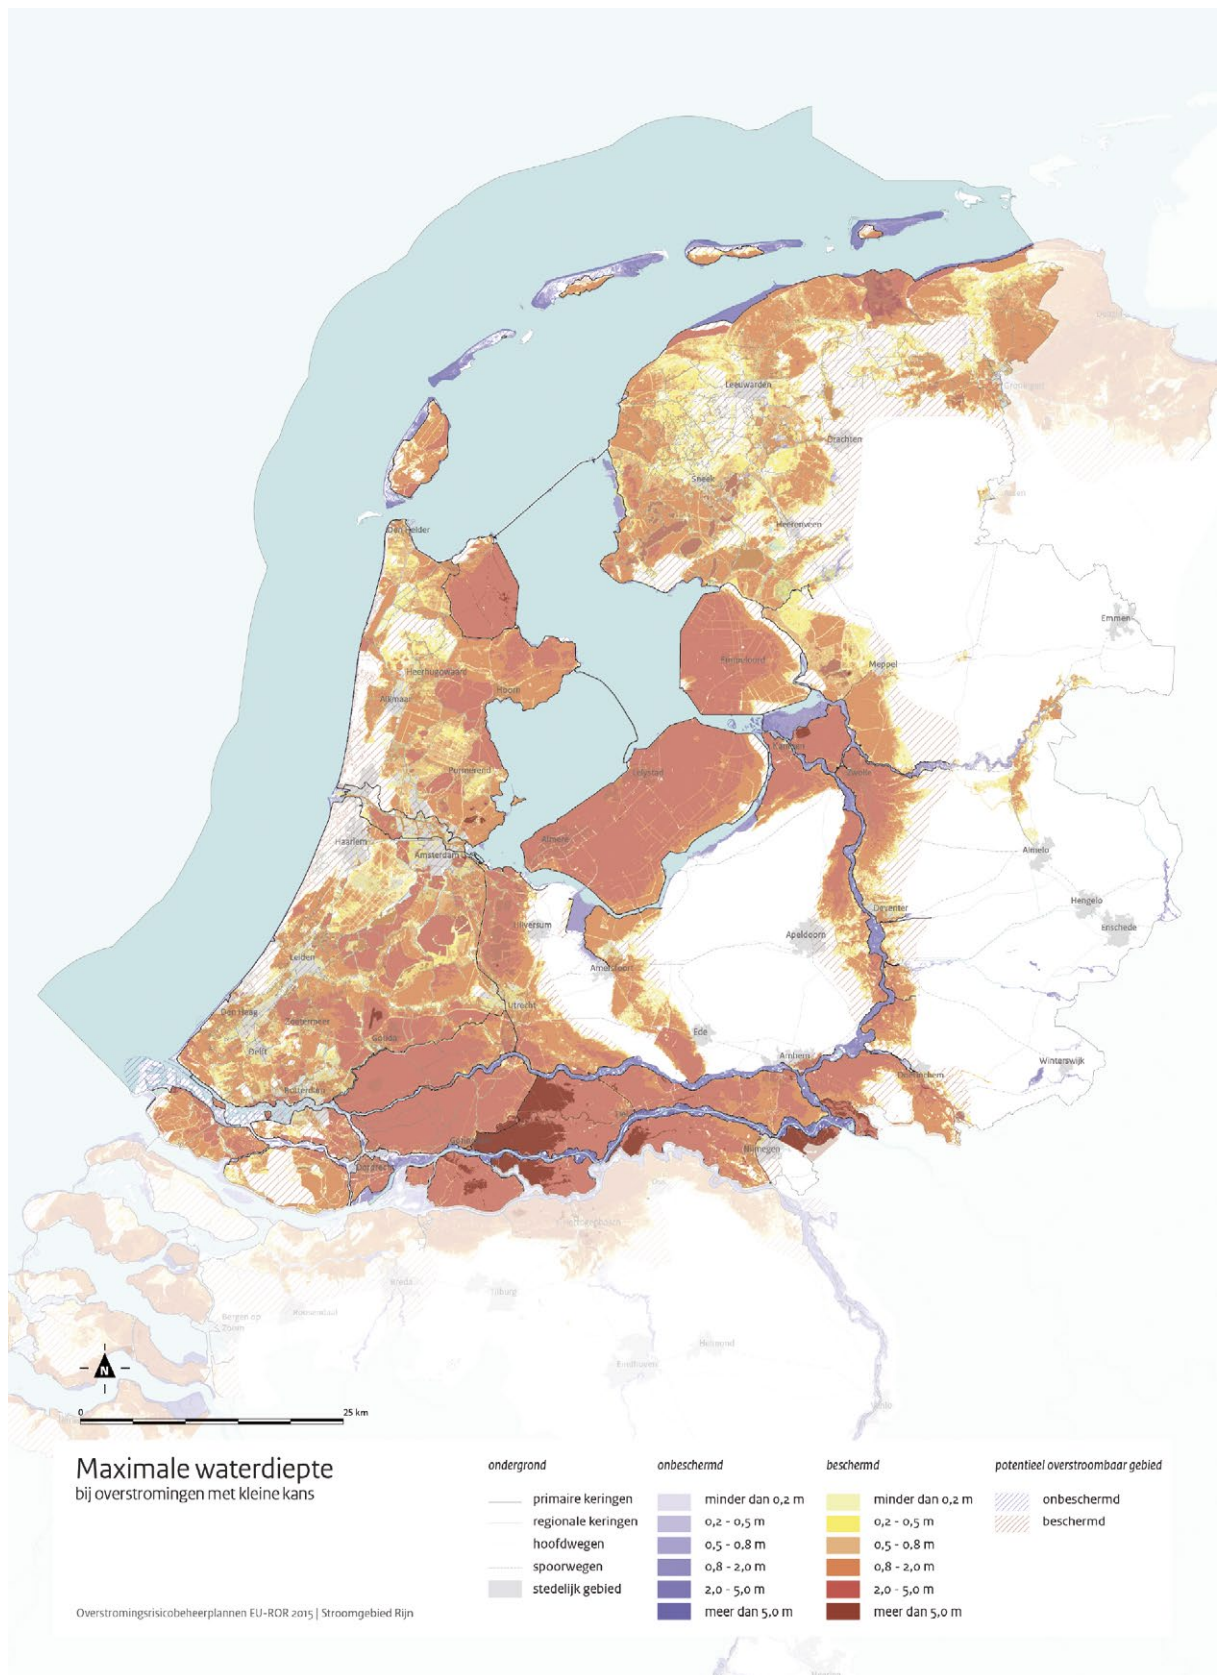 Leeuwarden
Drachten
Sneek
Heerenveen
Den Helder
Emmen
Meppel
Heerhugowaard
Hoorn
Alkmaar
Purmerend
Lelystad
Kampen
Zwolle
Haarlem
Amsterdam
Almere
Almelo
Hengelo
Enschede
Deventer
Hilversum
Apeldoorn
Amersfoort
Leiden
Utrecht
Den Haag
Zoetermeer
Gouda
Delft
Ede
Arnhem
Winterswijk
Doetinchem
Rotterdam
Nijmegen
Dordrecht
Oss
Breda
Tilburg
Roosendaal
Bergen op
Zoom
Helmond
Eindhoven
Venlo
N
0
25 km
Maximale waterdiepte
bij overstromingen met kleine kans
Overstromingsrisicobeheerplannen EU-ROR 2015 | Stroomgebied Rijn
ondergrond
primaire keringen
regionale keringen
hoofdwegen
spoorwegen
stedelijk gebied
onbeschermd
minder dan 0,2 m
0,2 - 0,5 m
0,5 - 0,8 m
0,8 - 2,0 m
2,0 - 5,0 m
meer dan 5,0 m
beschermd
minder dan 0,2 m
0,2 - 0,5 m
0,5 - 0,8 m
0,8 - 2,0 m
2,0 - 5,0 m
meer dan 5,0 m
potentieel overstroombaar gebied
onbeschermd
beschermd